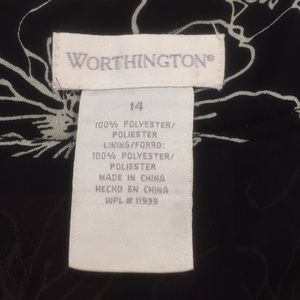 WORTHINGTON®
14
100% POLYESTER/
POLIESTER
LINING/FORRO:
100% POLYESTER/
POLIESTER
MADE IN CHINA
HECHO EN CHINA
WPL # 11935